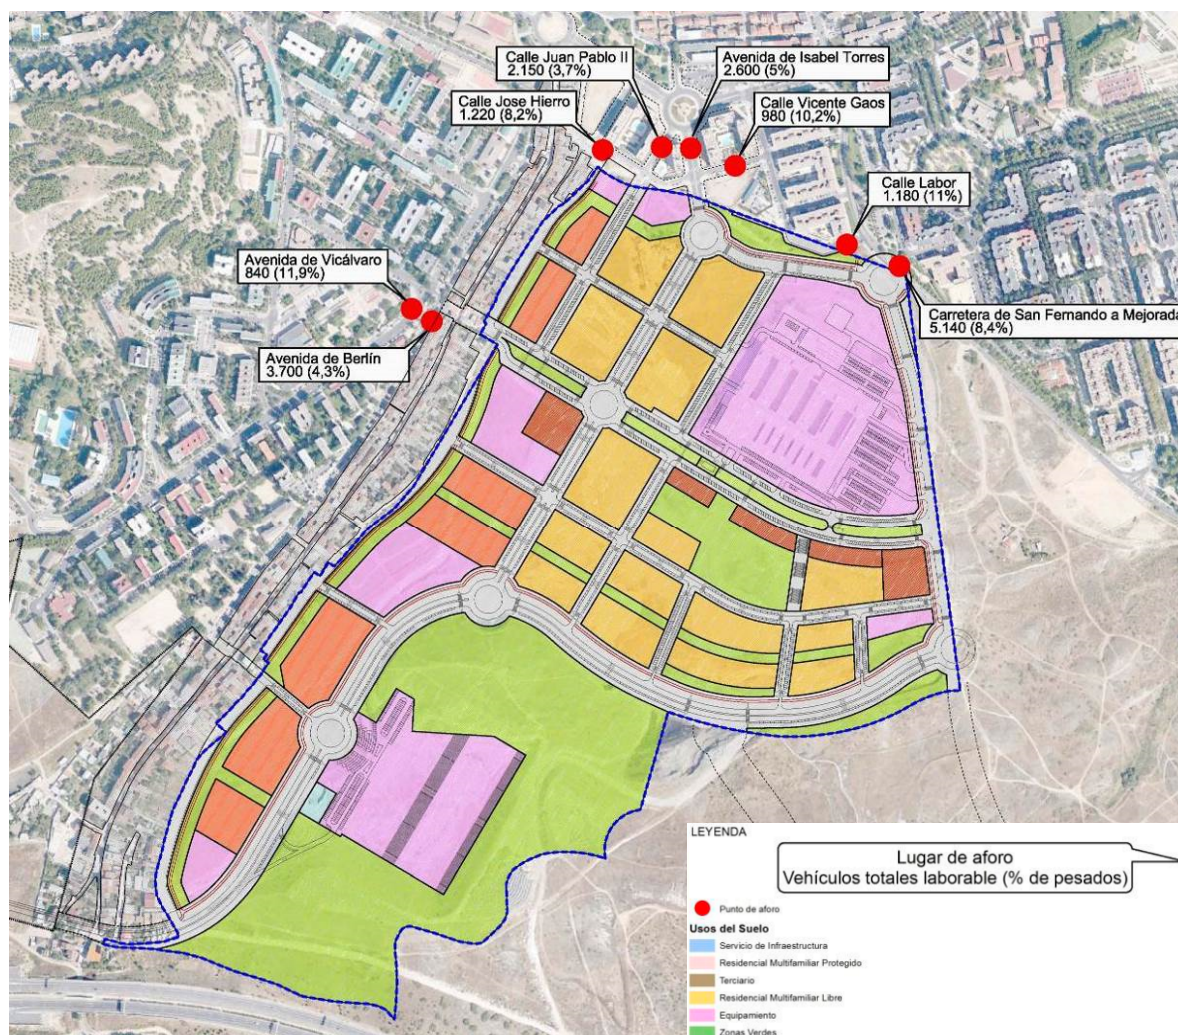 Calle Juan Pablo II
2.150 (3,7%)
Avenida de Isabel Torres
2.600 (5%)
Calle Jose Hierro
1.220 (8,2%)
Calle Vicente Gaos
980 (10,2%)
Calle Labor
1.180 (11%)
Avenida de Vicálvaro
840 (11,9%)
Carretera de San Fernando a Mejorada
5.140 (8,4%)
Avenida de Berlín
3.700 (4,3%)
LEYENDA
Lugar de aforo
Vehículos totales laborable (% de pesados)
Punto de aforo
Usos del Suelo
Servicio de Infraestructura
Residencial Multifamiliar Protegido
Terciario
Residencial Multifamiliar Libre
Equipamiento
Zonas Verdes